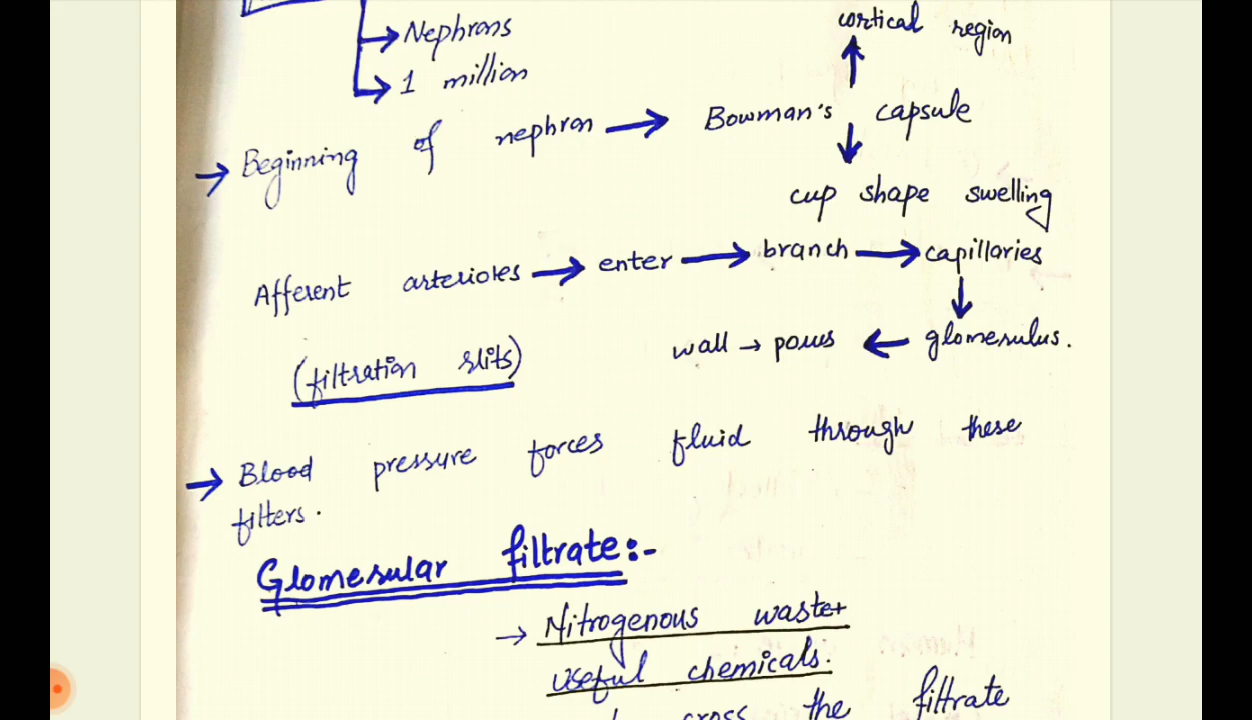 → Nephrons
→ 1 million
cortical region
↑
→ Beginning of nephron → Bowman's capsule
↓
cup shape swelling
Afferent arterioles → enter → branch → capillaries
↓
wall → pores ← glomerulus.
(filtration slits)
→ Blood pressure forces fluid through these
filters.
Glomerular filtrate:-
→ Nitrogenous waste+
useful chemicals.
cross the filtrate